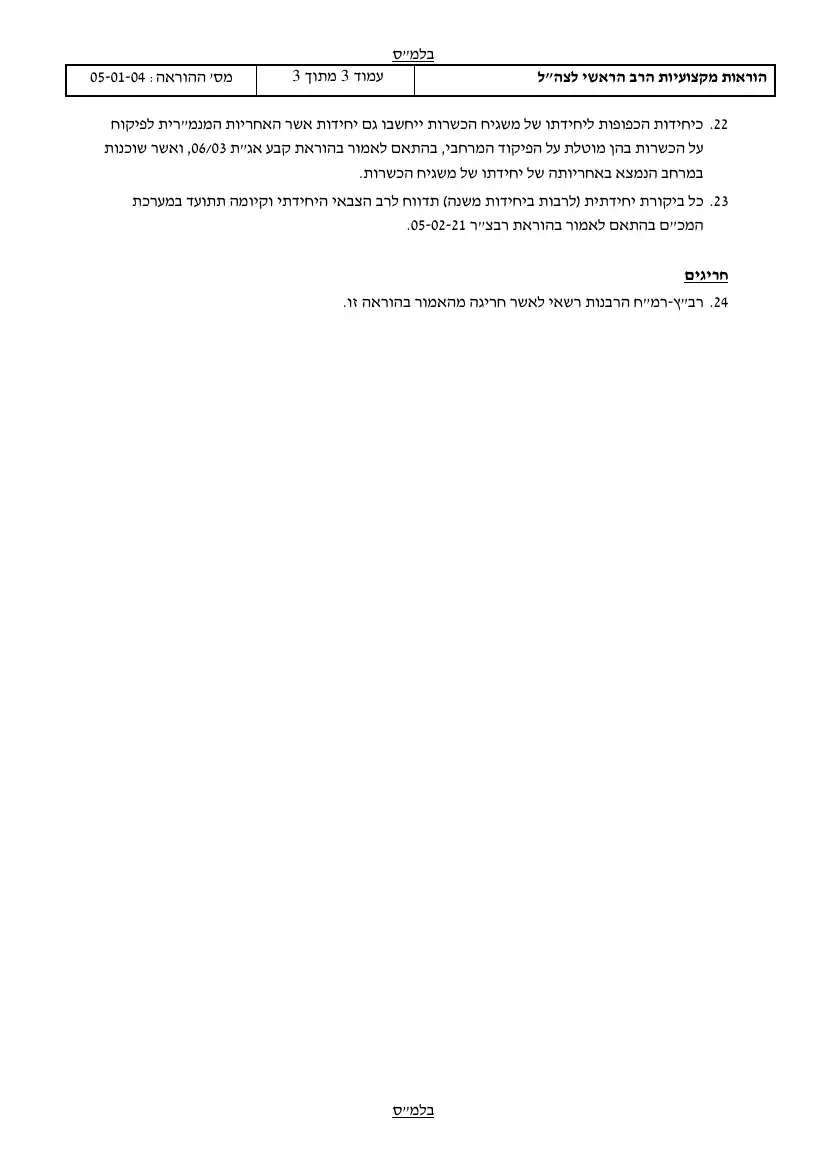 בלמ"ס
הוראות מקצועיות הרב הראשי לצה"ל
עמוד 3 מתוך 3
מס' ההוראה: 05-01-04
22. כיחידות הכפופות ליחידתו של משגיח הכשרות ייחשבו גם יחידות אשר האחריות המנמ"רית לפיקוח
על הכשרות בהן מוטלת על הפיקוד המרחבי, בהתאם לאמור בהוראת קבע אג"ת 06/03, ואשר שוכנות
במרחב הנמצא באחריותה של יחידתו של משגיח הכשרות.
23. כל ביקורת יחידתית (לרבות ביחידות משנה) תדווח לרב הצבאי היחידתי וקיומה תתועד במערכת
המכ"ם בהתאם לאמור בהוראת רבצ"ר 05-02-21.
חריגים
24. רב"ץ-רמ"ח הרבנות רשאי לאשר חריגה מהאמור בהוראה זו.
בלמ"ס